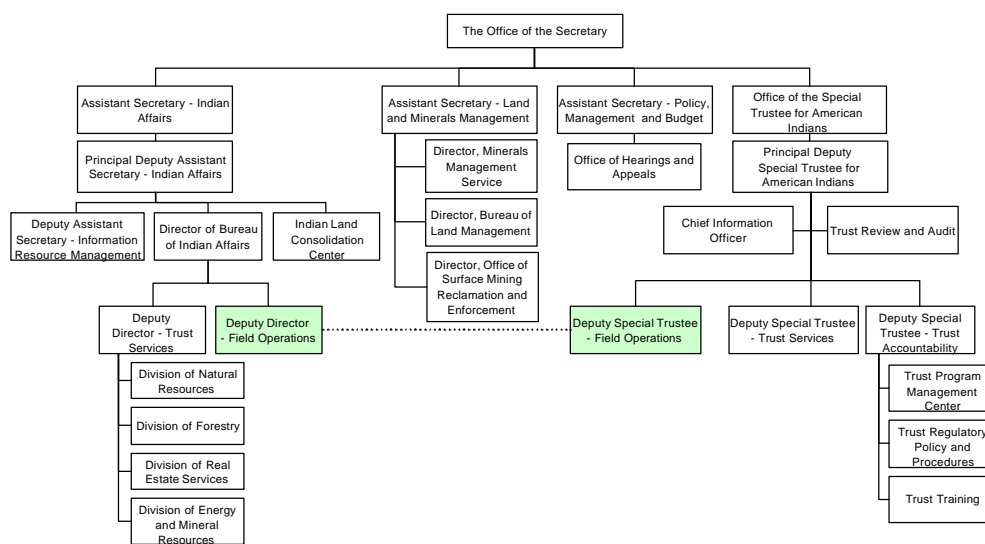 The Office of the Secretary
Assistant Secretary - Indian
Affairs
Assistant Secretary - Land
and Minerals Management
Assistant Secretary - Policy,
Management and Budget
Office of the Special
Trustee for American
Indians
Principal Deputy Assistant
Secretary - Indian Affairs
Director, Minerals
Management
Service
Office of Hearings and
Appeals
Principal Deputy
Special Trustee for
American Indians
Deputy Assistant
Secretary - Information
Resource Management
Director of Bureau
of Indian Affairs
Indian Land
Consolidation
Center
Director, Bureau of
Land Management
Chief Information
Officer
Trust Review and Audit
Director, Office of
Surface Mining
Reclamation and
Enforcement
Deputy
Director - Trust
Services
Deputy Director
- Field Operations
Deputy Special Trustee
- Field Operations
Deputy Special Trustee
- Trust Services
Deputy Special
Trustee - Trust
Accountability
Division of Natural
Resources
Division of Forestry
Division of Real
Estate Services
Division of Energy
and Mineral
Resources
Trust Program
Management
Center
Trust Regulatory
Policy and
Procedures
Trust Training